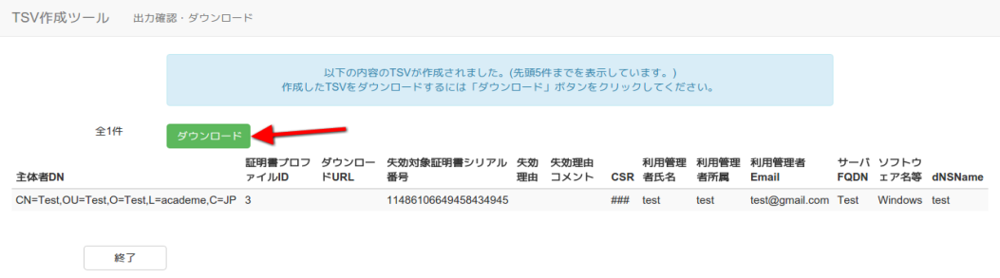 TSV作成ツール 出力確認・ダウンロード
以下の内容のTSVが作成されました。(先頭5件までを表示しています。)
作成したTSVをダウンロードするには「ダウンロード」ボタンをクリックしてください。
全1件 ダウンロード
証明書プロフ ダウンロー 失効対象証明書シリアル 失効 失効理由 利用管理 利用管理 利用管理者 サーバ ソフトウ
主体者DN ァイルID ドURL 番号 理由 コメント CSR 者氏名 者所属 Email FQDN ェア名等 dNSName
CN=Test,OU=Test,O=Test,L=academe,C=JP 3 11486106649458434945 ### test test test@gmail.com Test Windows test
終了